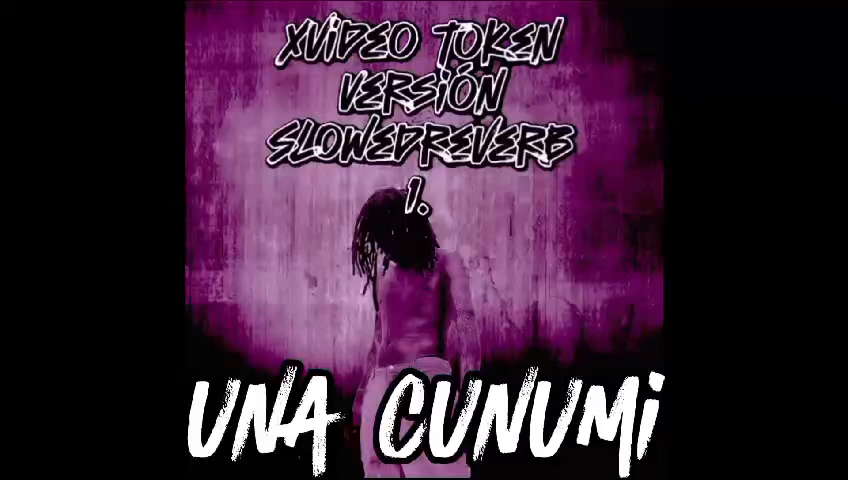 XVIDEO TOKEN
VERSIÓN
SLOWEDREVERB
1.
UNA CUNUMi